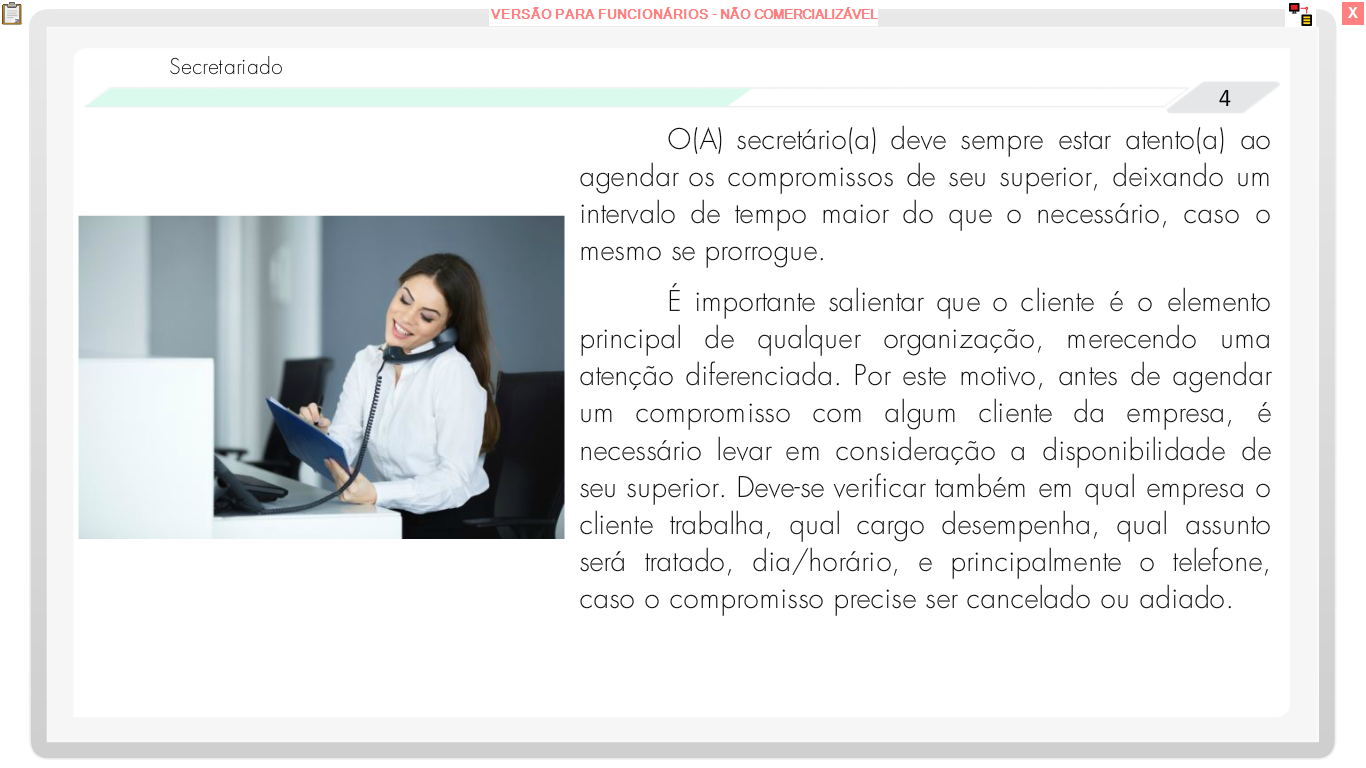 VERSÃO PARA FUNCIONÁRIOS - NÃO COMERCIALIZÁVEL
X
Secretariado
4
O(A) secretário(a) deve sempre estar atento(a) ao
agendar os compromissos de seu superior, deixando um
intervalo de tempo maior do que o necessário, caso o
mesmo se prorrogue.
É importante salientar que o cliente é o elemento
principal de qualquer organização, merecendo uma
atenção diferenciada. Por este motivo, antes de agendar
um compromisso com algum cliente da empresa, é
necessário levar em consideração a disponibilidade de
seu superior. Deve-se verificar também em qual empresa o
cliente trabalha, qual cargo desempenha, qual assunto
será tratado, dia/horário, e principalmente o telefone,
caso o compromisso precise ser cancelado ou adiado.